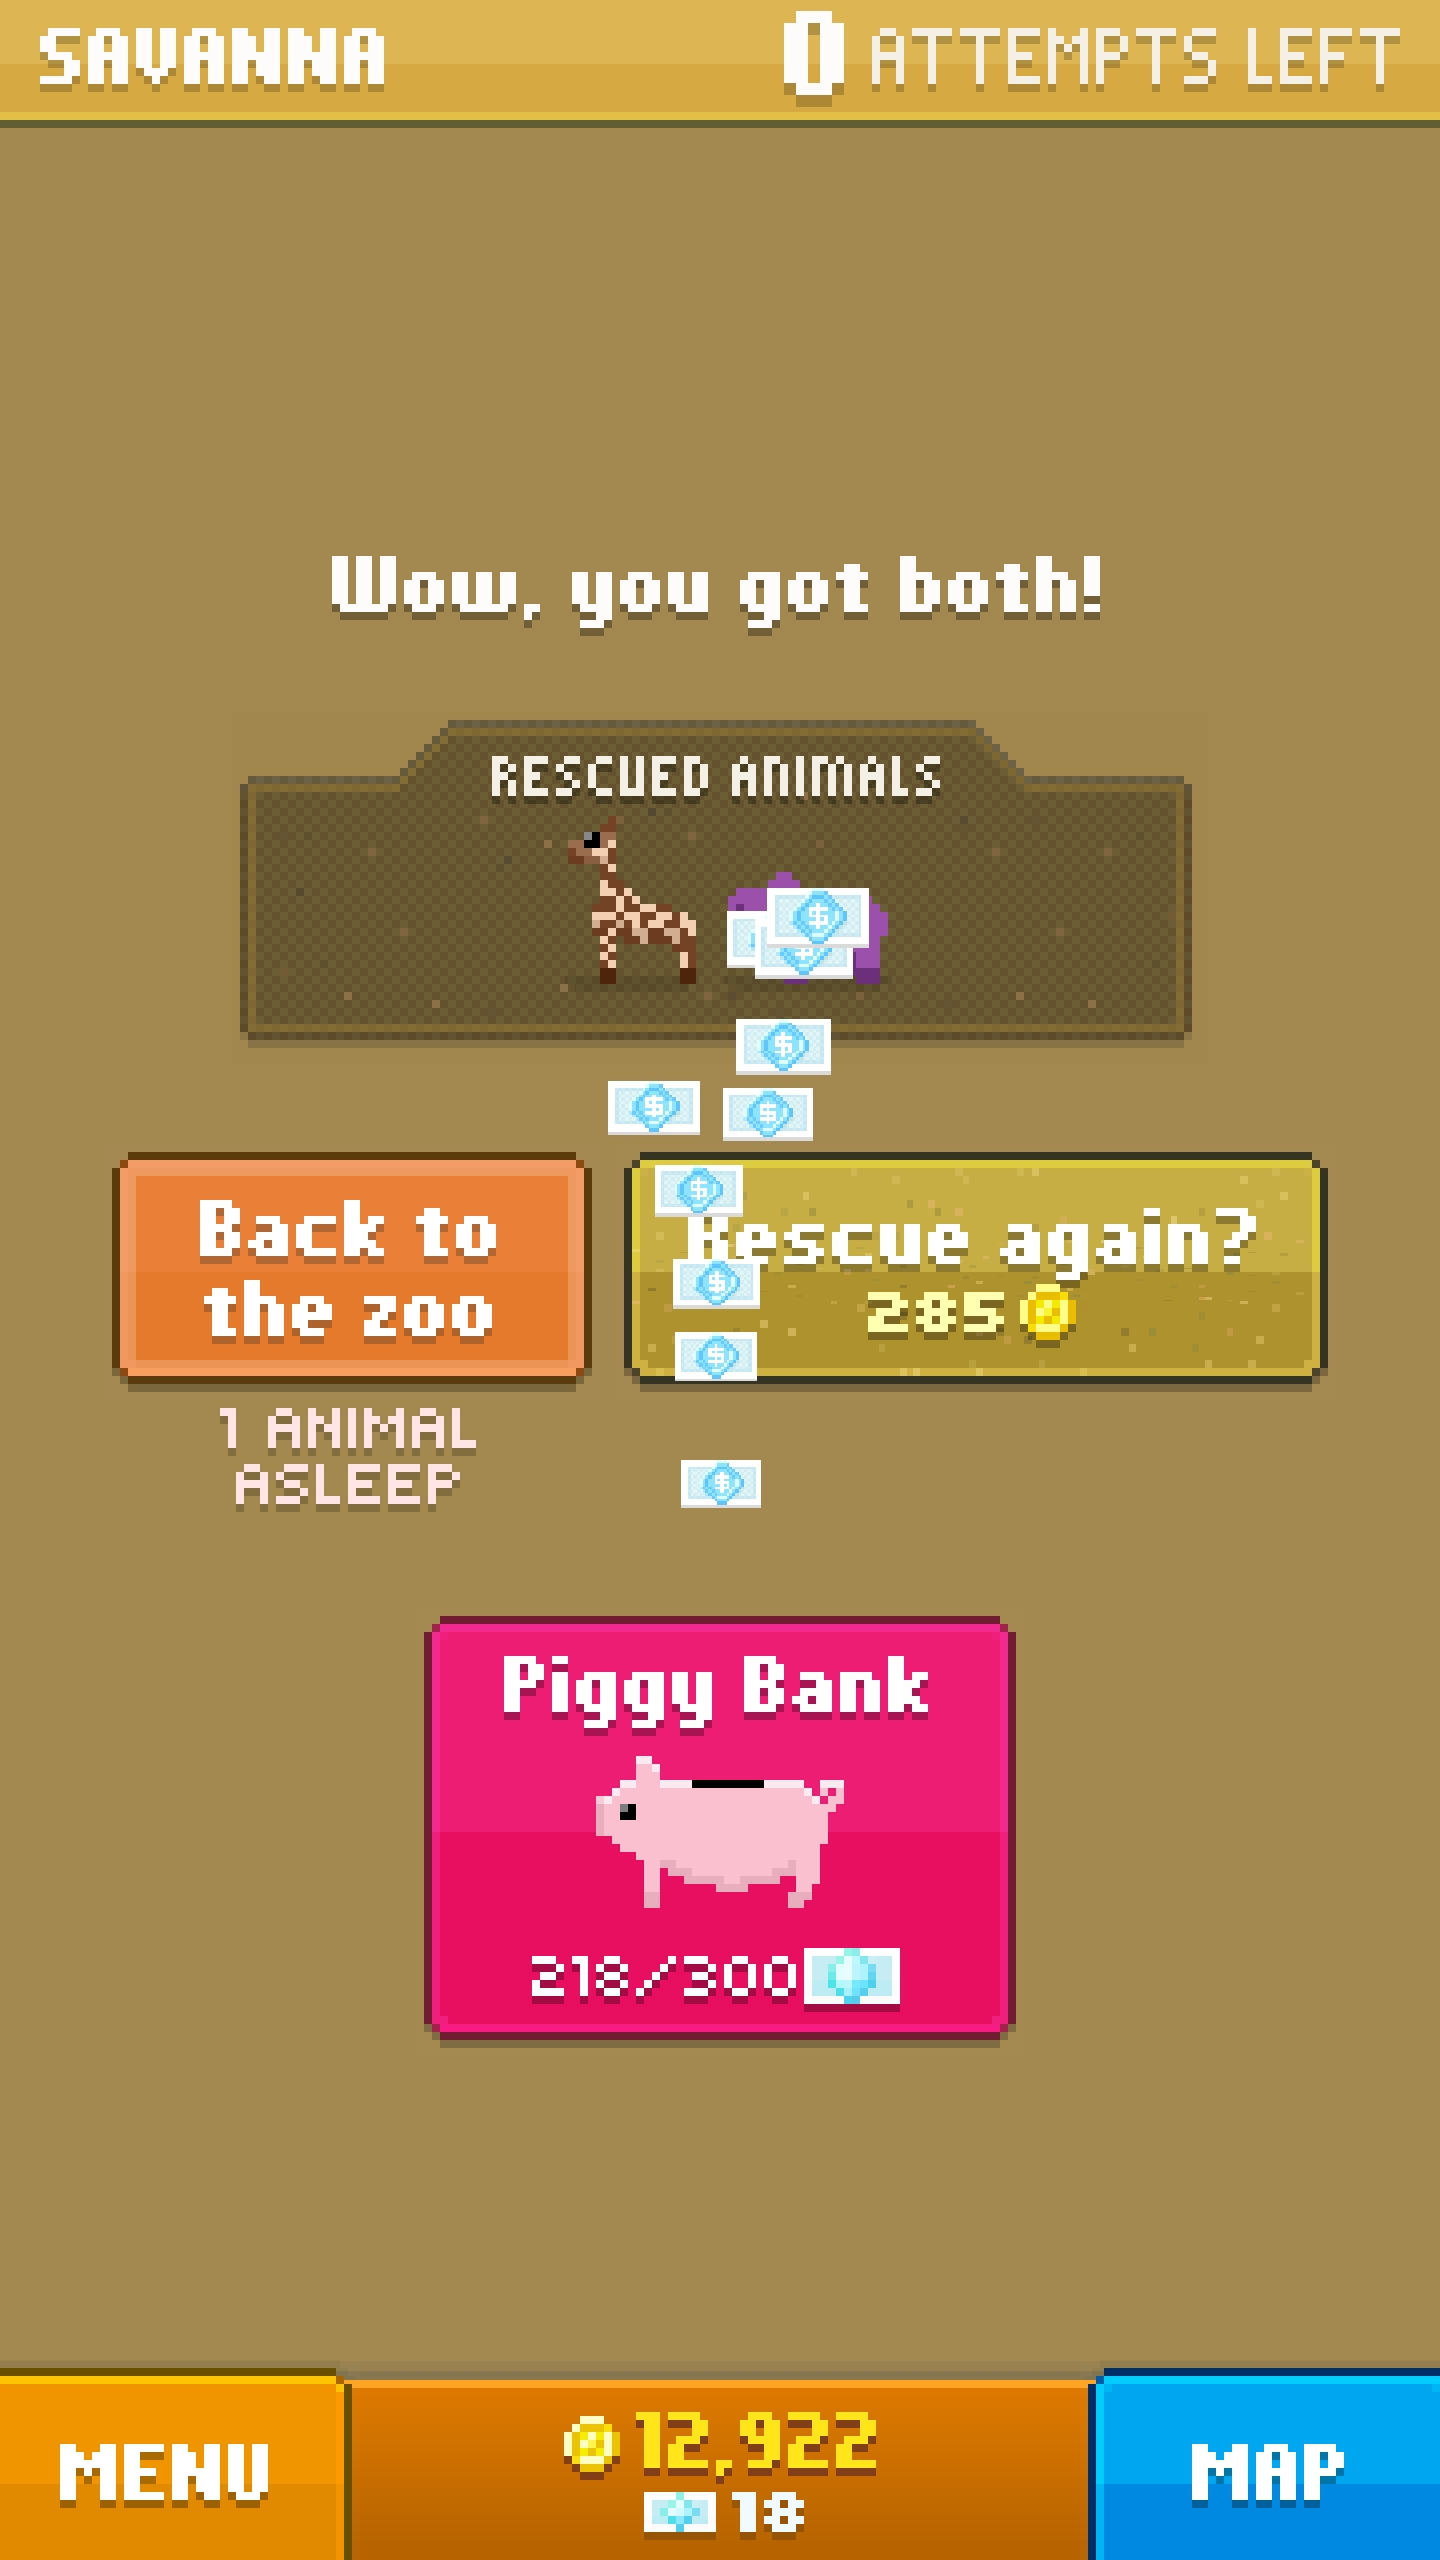 SAVANNA
0 ATTEMPTS LEFT
Wow, you got both!
RESCUED ANIMALS
Back to
the zoo
Rescue again?
285
1 ANIMAL
ASLEEP
Piggy Bank
218/300
MENU
12,922
18
MAP